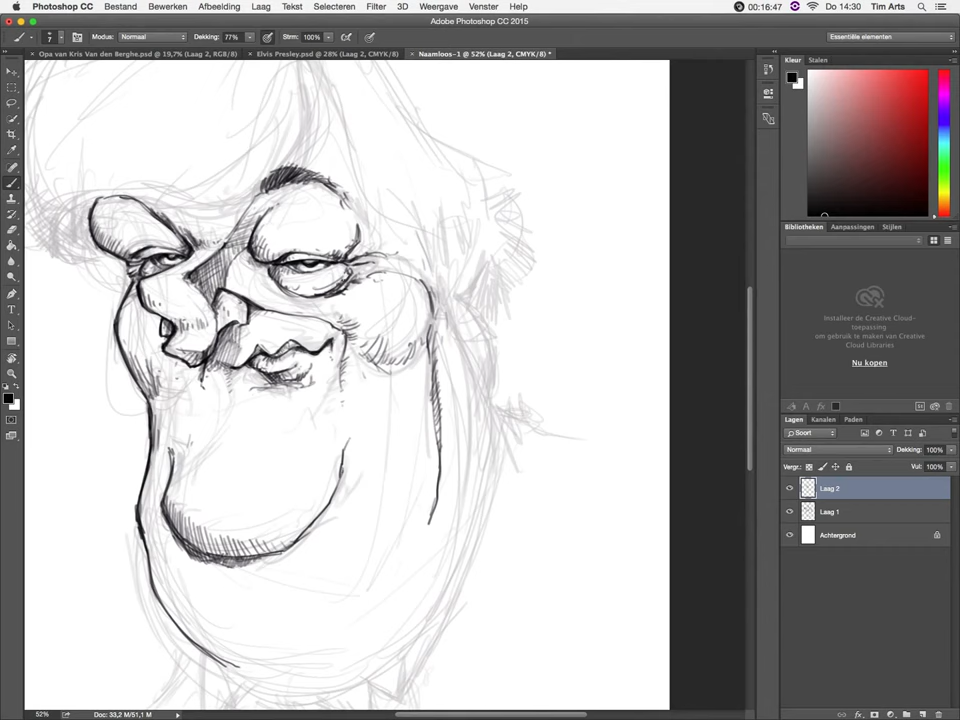 Photoshop CC Bestand Bewerken Afbeelding Laag Tekst Selecteren Filter 3D Weergave Venster Help 00:16:47 Do 14:30 Tim Arts
Adobe Photoshop CC 2015
7 Modus: Normaal Dekking: 77% Strm: 100% Essentiële elementen
Opa van Kris Van den Berghe.psd @ 19,7% (Laag 2, RGB/8) Elvis Presley.psd @ 28% (Laag 2, CMYK/8) Naamloos-1 @ 52% (Laag 2, CMYK/8) *
Kleur Stalen
Bibliotheken Aanpassingen Stijlen
Installeer de Creative Cloud-
toepassing
om gebruik te maken van Creative
Cloud Libraries
Nu kopen
Lagen Kanalen Paden
Soort
Normaal Dekking: 100%
Vergr.: Vul: 100%
Laag 2
Laag 1
Achtergrond
52% Doc: 33,2 M/51,1 M